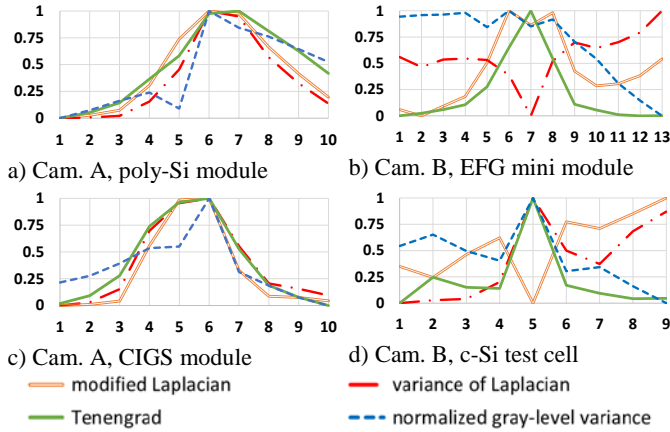 1
0.75
0.5
0.25
0
1 2 3 4 5 6 7 8 9 10
a) Cam. A, poly-Si module
1
0.75
0.5
0.25
0
1 2 3 4 5 6 7 8 9 10 11 12 13
b) Cam. B, EFG mini module
1
0.75
0.5
0.25
0
1 2 3 4 5 6 7 8 9 10
c) Cam. A, CIGS module
1
0.75
0.5
0.25
0
1 2 3 4 5 6 7 8 9
d) Cam. B, c-Si test cell
modified Laplacian
variance of Laplacian
Tenengrad
normalized gray-level variance